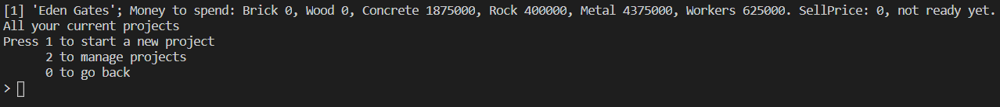 [1] 'Eden Gates'; Money to spend: Brick 0, Wood 0, Concrete 1875000, Rock 400000, Metal 4375000, Workers 625000. SellPrice: 0, not ready yet.
All your current projects
Press 1 to start a new project
      2 to manage projects
      0 to go back
>